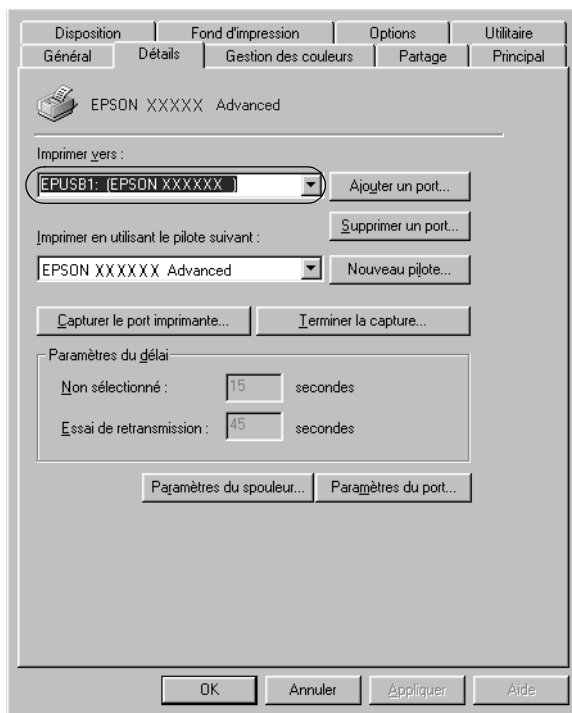 Disposition Fond d'impression Options Utilitaire
Général Détails Gestion des couleurs Partage Principal
EPSON XXXXX Advanced
Imprimer vers :
EPUSB1: (EPSON XXXXXX ) Ajouter un port...
Supprimer un port...
Imprimer en utilisant le pilote suivant :
EPSON XXXXXX Advanced Nouveau pilote...
Capturer le port imprimante... Terminer la capture...
Paramètres du délai
Non sélectionné : 15 secondes
Essai de retransmission : 45 secondes
Paramètres du spouleur... Paramètres du port...
OK Annuler Appliquer Aide